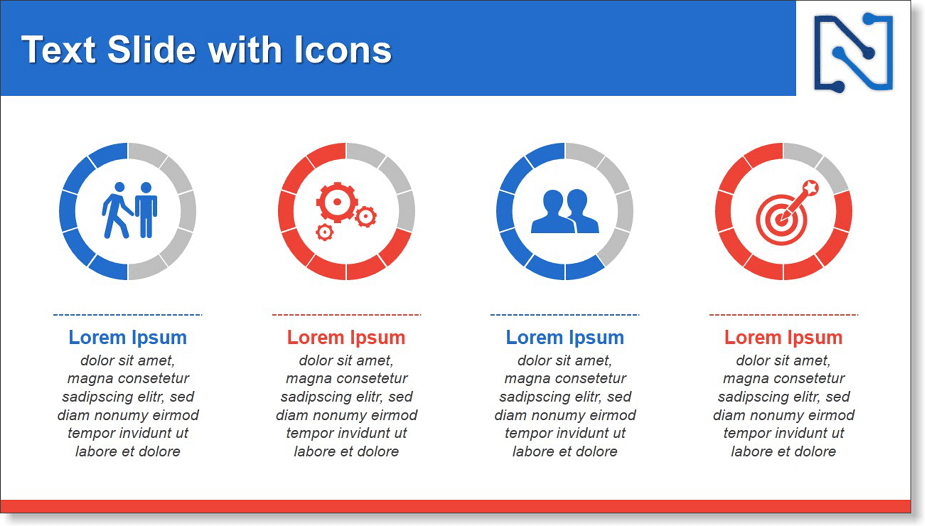 Text Slide with Icons
Lorem Ipsum
dolor sit amet,
magna consetetur
sadipscing elitr, sed
diam nonumy eirmod
tempor invidunt ut
labore et dolore
Lorem Ipsum
dolor sit amet,
magna consetetur
sadipscing elitr, sed
diam nonumy eirmod
tempor invidunt ut
labore et dolore
Lorem Ipsum
dolor sit amet,
magna consetetur
sadipscing elitr, sed
diam nonumy eirmod
tempor invidunt ut
labore et dolore
Lorem Ipsum
dolor sit amet,
magna consetetur
sadipscing elitr, sed
diam nonumy eirmod
tempor invidunt ut
labore et dolore